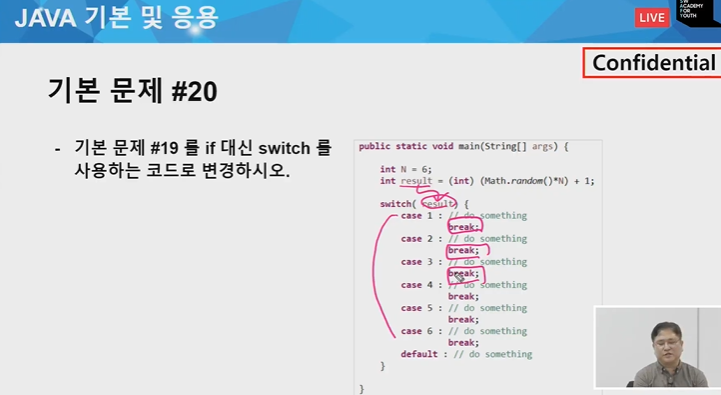 JAVA 기본 및 응용
LIVE
SW
ACADEMY
FOR
YOUTH
Confidential
기본 문제 #20
- 기본 문제 #19 를 if 대신 switch 를
사용하는 코드로 변경하시오.
public static void main(String[] args) {
int N = 6;
int result = (int) (Math.random()*N) + 1;
switch( result) {
case 1 : // do something
break;
case 2 : // do something
break;
case 3 : // do something
break;
case 4 : // do something
break;
case 5 : // do something
break;
case 6 : // do something
break;
default : // do something
}
}